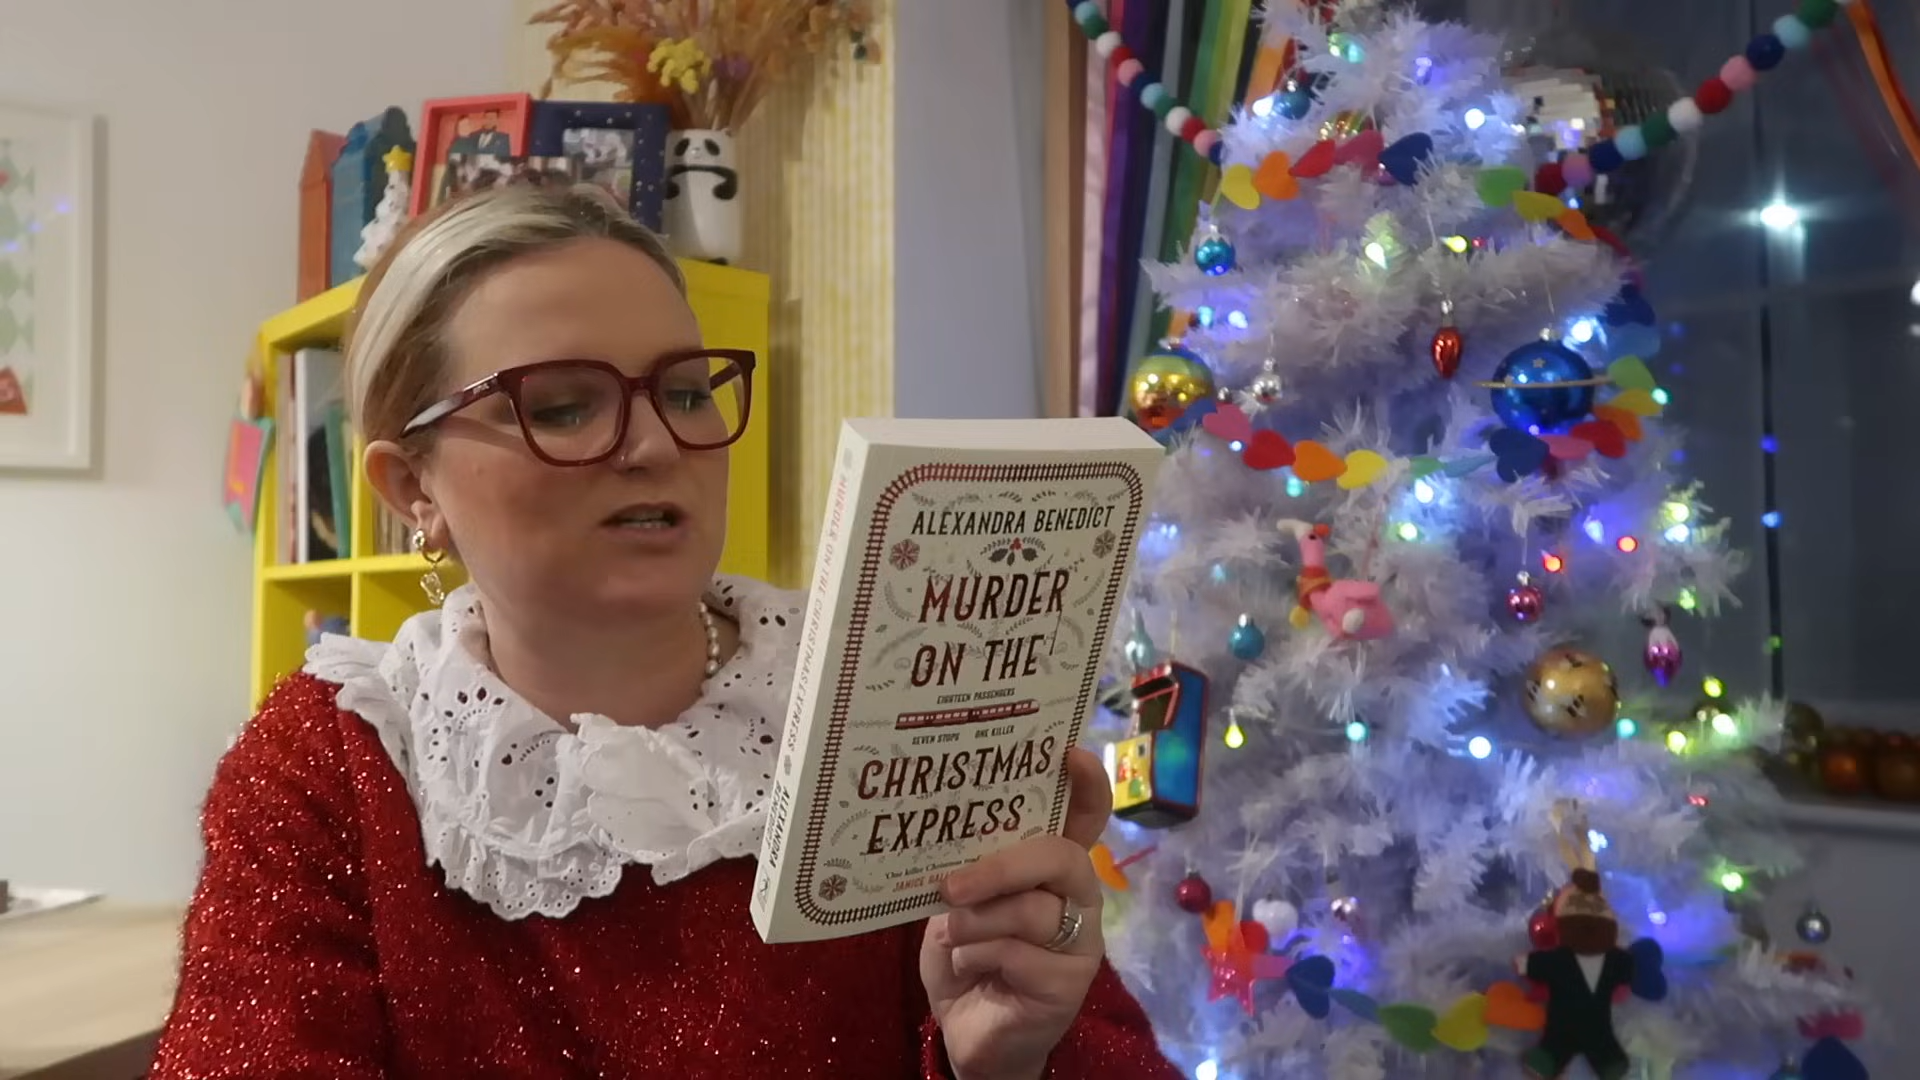 ALEXANDRA BENEDICT
MURDER
ON THE
EIGHTEEN PASSENGERS
SEVEN STOPS ONE KILLER
CHRISTMAS
EXPRESS
'One killer Christmas
JANICE
MURDER ON THE CHRISTMAS EXPRESS
ALEXANDRA
BENEDICT